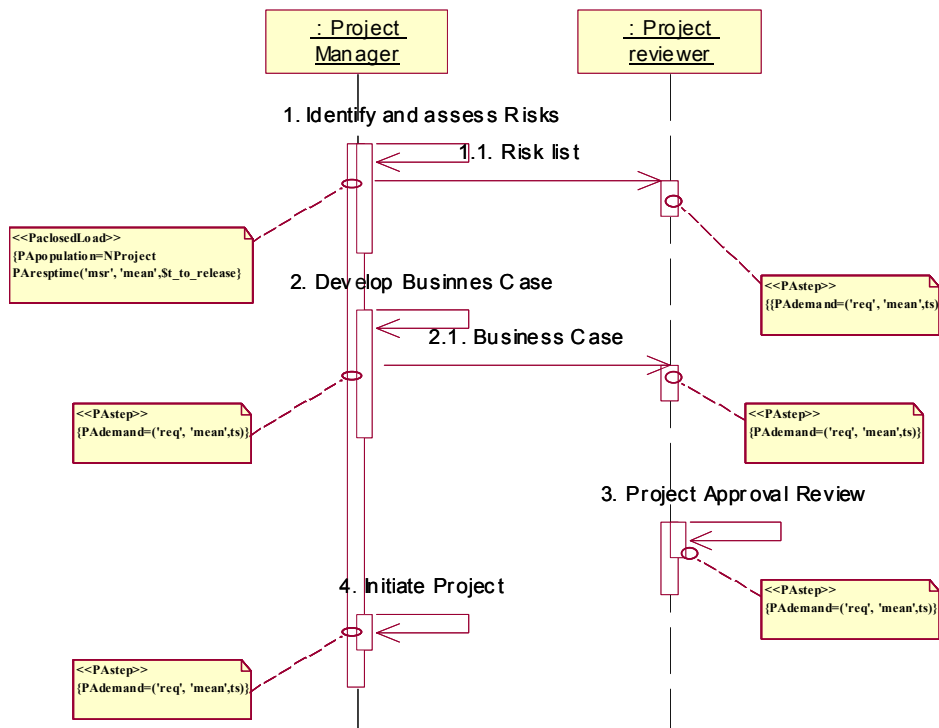 : Project
Manager
: Project
reviewer
1. Identify and assess Risks
1.1. Risk list
<<PaclosedLoad>>
{PApopulation=NProject
PAresptime('msr', 'mean',$t_to_release}
<<PAstep>>
{{PAdemand=('req', 'mean',ts)
2. Develop Businnes Case
2.1. Business Case
<<PAstep>>
{PAdemand=('req', 'mean',ts)}
<<PAstep>>
{PAdemand=('req', 'mean',ts)}
3. Project Approval Review
<<PAstep>>
{PAdemand=('req', 'mean',ts)}
4. Initiate Project
<<PAstep>>
{PAdemand=('req', 'mean',ts)}